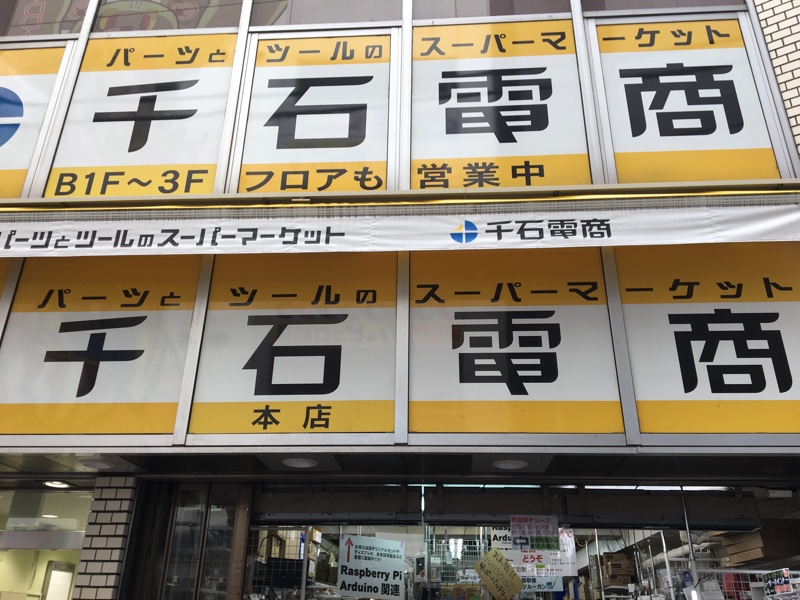 パーツとツールのスーパーマーケット
千石電商
B1F～3F フロアも営業中
パーツとツールのスーパーマーケット 千石電商
パーツとツールのスーパーマーケット
千石電商
本店
Raspberry Pi
Arduino 関連
どうぞ